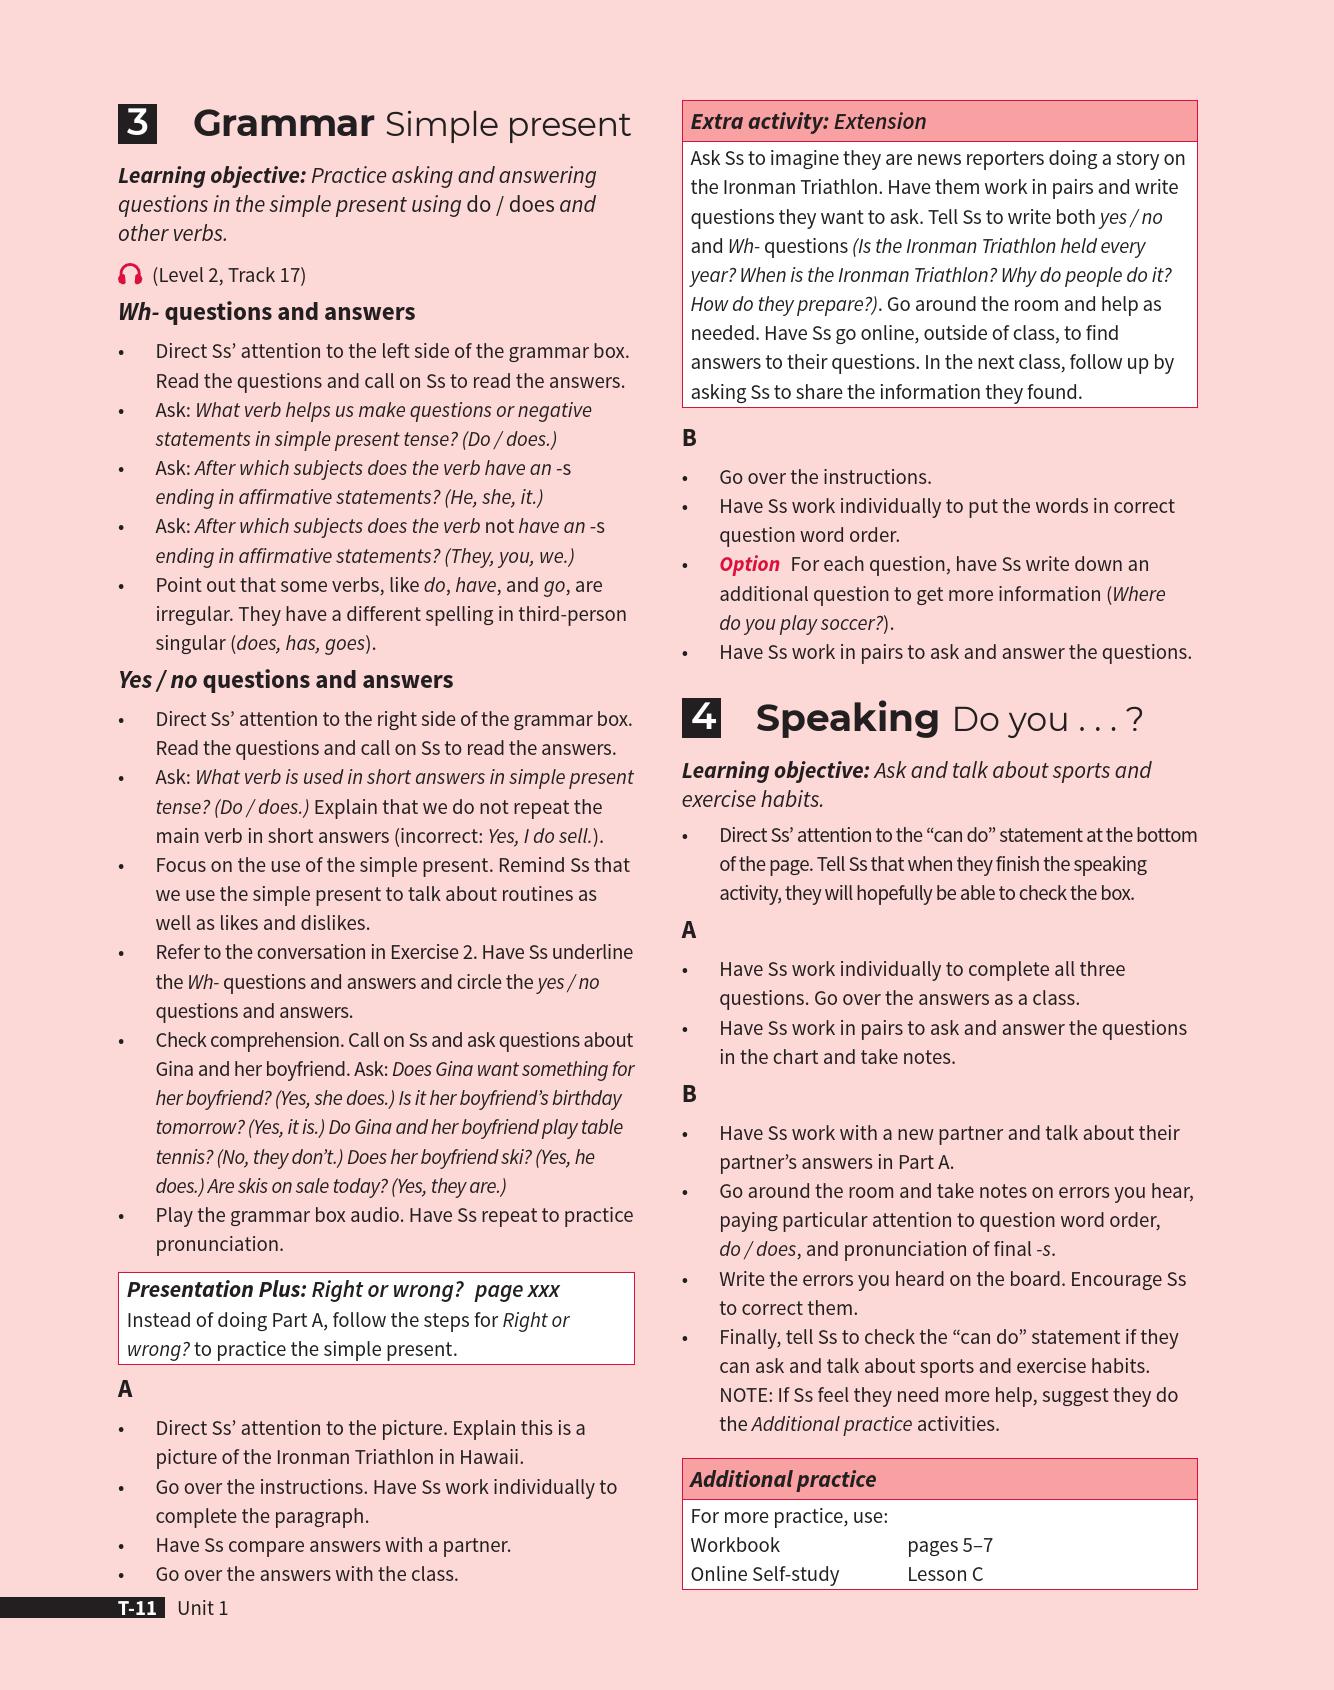 3 Grammar Simple present
Learning objective: Practice asking and answering
questions in the simple present using do / does and
other verbs.
(Level 2, Track 17)
Wh- questions and answers
• Direct Ss’ attention to the left side of the grammar box.
Read the questions and call on Ss to read the answers.
• Ask: What verb helps us make questions or negative
statements in simple present tense? (Do / does.)
• Ask: After which subjects does the verb have an -s
ending in affirmative statements? (He, she, it.)
• Ask: After which subjects does the verb not have an -s
ending in affirmative statements? (They, you, we.)
• Point out that some verbs, like do, have, and go, are
irregular. They have a different spelling in third-person
singular (does, has, goes).
Yes / no questions and answers
• Direct Ss’ attention to the right side of the grammar box.
Read the questions and call on Ss to read the answers.
• Ask: What verb is used in short answers in simple present
tense? (Do / does.) Explain that we do not repeat the
main verb in short answers (incorrect: Yes, I do sell.).
• Focus on the use of the simple present. Remind Ss that
we use the simple present to talk about routines as
well as likes and dislikes.
• Refer to the conversation in Exercise 2. Have Ss underline
the Wh- questions and answers and circle the yes / no
questions and answers.
• Check comprehension. Call on Ss and ask questions about
Gina and her boyfriend. Ask: Does Gina want something for
her boyfriend? (Yes, she does.) Is it her boyfriend’s birthday
tomorrow? (Yes, it is.) Do Gina and her boyfriend play table
tennis? (No, they don’t.) Does her boyfriend ski? (Yes, he
does.) Are skis on sale today? (Yes, they are.)
• Play the grammar box audio. Have Ss repeat to practice
pronunciation.
Presentation Plus: Right or wrong? page xxx
Instead of doing Part A, follow the steps for Right or
wrong? to practice the simple present.
A
• Direct Ss’ attention to the picture. Explain this is a
picture of the Ironman Triathlon in Hawaii.
• Go over the instructions. Have Ss work individually to
complete the paragraph.
• Have Ss compare answers with a partner.
• Go over the answers with the class.
Extra activity: Extension
Ask Ss to imagine they are news reporters doing a story on
the Ironman Triathlon. Have them work in pairs and write
questions they want to ask. Tell Ss to write both yes / no
and Wh- questions (Is the Ironman Triathlon held every
year? When is the Ironman Triathlon? Why do people do it?
How do they prepare?). Go around the room and help as
needed. Have Ss go online, outside of class, to find
answers to their questions. In the next class, follow up by
asking Ss to share the information they found.
B
• Go over the instructions.
• Have Ss work individually to put the words in correct
question word order.
• Option For each question, have Ss write down an
additional question to get more information (Where
do you play soccer?).
• Have Ss work in pairs to ask and answer the questions.
4 Speaking Do you . . . ?
Learning objective: Ask and talk about sports and
exercise habits.
• Direct Ss’ attention to the “can do” statement at the bottom
of the page. Tell Ss that when they finish the speaking
activity, they will hopefully be able to check the box.
A
• Have Ss work individually to complete all three
questions. Go over the answers as a class.
• Have Ss work in pairs to ask and answer the questions
in the chart and take notes.
B
• Have Ss work with a new partner and talk about their
partner’s answers in Part A.
• Go around the room and take notes on errors you hear,
paying particular attention to question word order,
do / does, and pronunciation of final -s.
• Write the errors you heard on the board. Encourage Ss
to correct them.
• Finally, tell Ss to check the “can do” statement if they
can ask and talk about sports and exercise habits.
NOTE: If Ss feel they need more help, suggest they do
the Additional practice activities.
Additional practice
For more practice, use:
Workbook pages 5–7
Online Self-study Lesson C
T-11 Unit 1